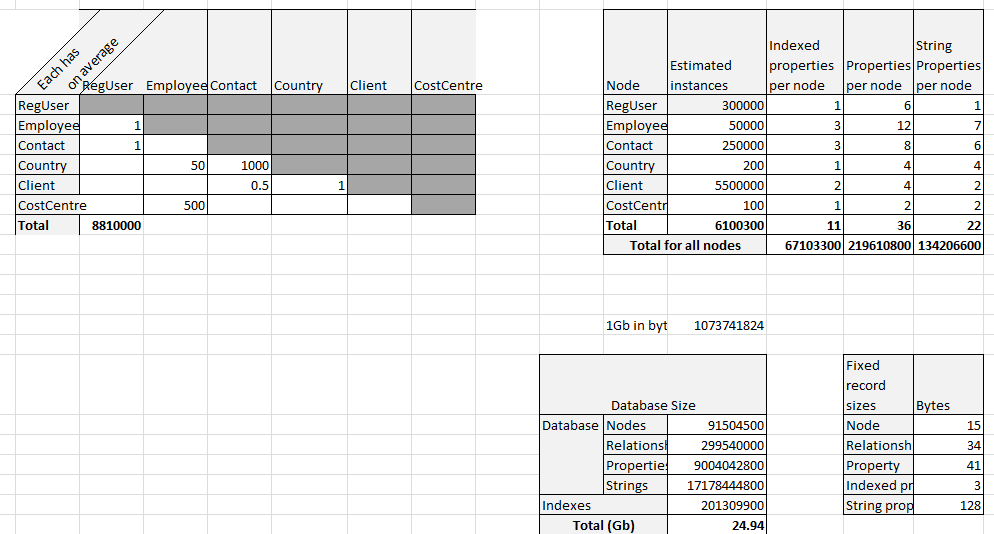 Each has
on average
RegUser Employee Contact Country Client CostCentre
RegUser
Employee 1
Contact 1
Country 50 1000
Client 0.5 1
CostCentre 500
Total 8810000
Indexed String
Estimated properties Properties Properties
Node instances per node per node per node
RegUser 300000 1 6 1
Employee 50000 3 12 7
Contact 250000 3 8 6
Country 200 1 4 4
Client 5500000 2 4 2
CostCentr 100 1 2 2
Total 6100300 11 36 22
Total for all nodes 67103300 219610800 134206600
1Gb in byt 1073741824
Database Size
Database Nodes 91504500
Relationsh 299540000
Properties 9004042800
Strings 17178444800
Indexes 201309900
Total (Gb) 24.94
Fixed
record
sizes Bytes
Node 15
Relationsh 34
Property 41
Indexed pr 3
String prop 128